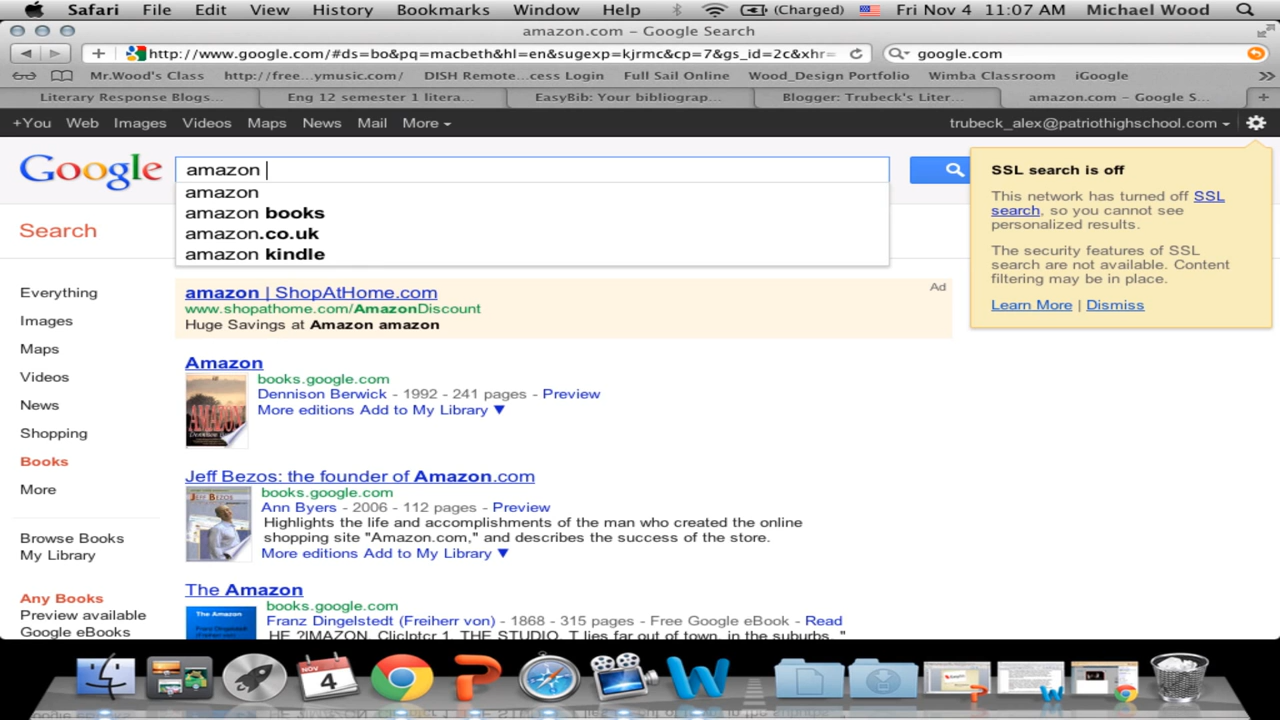 Safari File Edit View History Bookmarks Window Help (Charged) Fri Nov 4 11:07 AM Michael Wood
amazon.com – Google Search
http://www.google.com/#ds=bo&pq=macbeth&hl=en&sugexp=kjrmc&cp=7&gs_id=2c&xhr= google.com
Mr.Wood's Class http://free...ymusic.com/ DISH Remote...cess Login Full Sail Online Wood_Design Portfolio Wimba Classroom iGoogle
Literary Response Blogs... Eng 12 semester 1 litera... EasyBib: Your bibliograp... Blogger: Trubeck's Liter... amazon.com – Google S...
+You Web Images Videos Maps News Mail More trubeck_alex@patriothighschool.com
Google amazon
amazon
amazon books
amazon.co.uk
amazon kindle
SSL search is off
This network has turned off SSL
search, so you cannot see
personalized results.
The security features of SSL
search are not available. Content
filtering may be in place.
Learn More | Dismiss
Search
Everything
Images
Maps
Videos
News
Shopping
Books
More
Browse Books
My Library
Any Books
Preview available
Google eBooks
amazon | ShopAtHome.com Ad
www.shopathome.com/AmazonDiscount
Huge Savings at Amazon amazon
Amazon
books.google.com
Dennison Berwick - 1992 - 241 pages - Preview
More editions Add to My Library ▼
AMAZON
Jeff Bezos: the founder of Amazon.com
books.google.com
Ann Byers - 2006 - 112 pages - Preview
Highlights the life and accomplishments of the man who created the online
shopping site "Amazon.com," and describes the success of the store.
More editions Add to My Library ▼
JEFF BEZOS
The Amazon
books.google.com
Franz Dingelstedt (Freiherr von) - 1868 - 315 pages - Free Google eBook - Read
HE ?IMAZON. Cliclptcr 1. THE STUDIO. T lies far out of town, in the suburbs, "
The Amazon
Franz Dingelstedt
(Freiherr
NOV
4